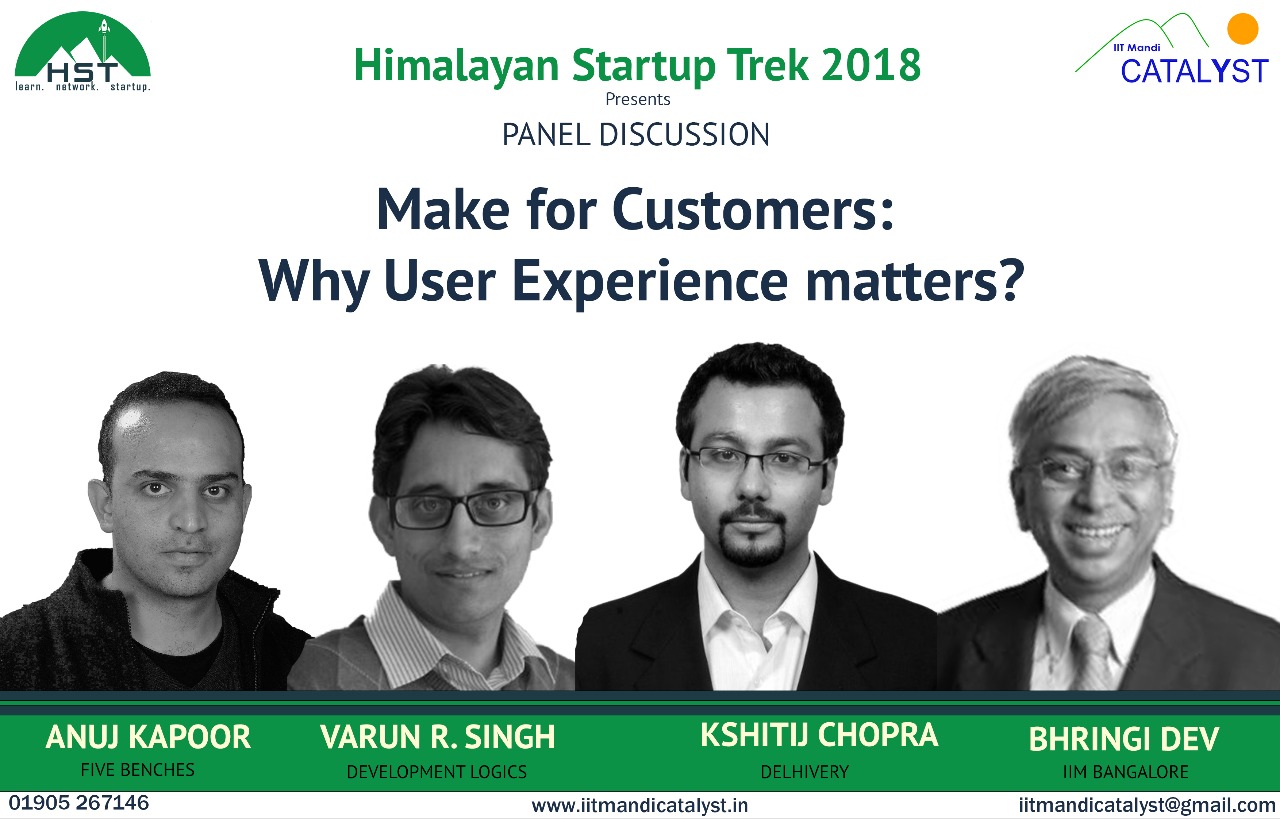 HST
learn. network. startup.
Himalayan Startup Trek 2018
IIT Mandi
CATALYST
Presents
PANEL DISCUSSION
Make for Customers:
Why User Experience matters?
ANUJ KAPOOR
FIVE BENCHES
VARUN R. SINGH
DEVELOPMENT LOGICS
KSHITIJ CHOPRA
DELHIVERY
BHRINGI DEV
IIM BANGALORE
01905 267146
www.iitmandicatalyst.in
iitmandicatalyst@gmail.com